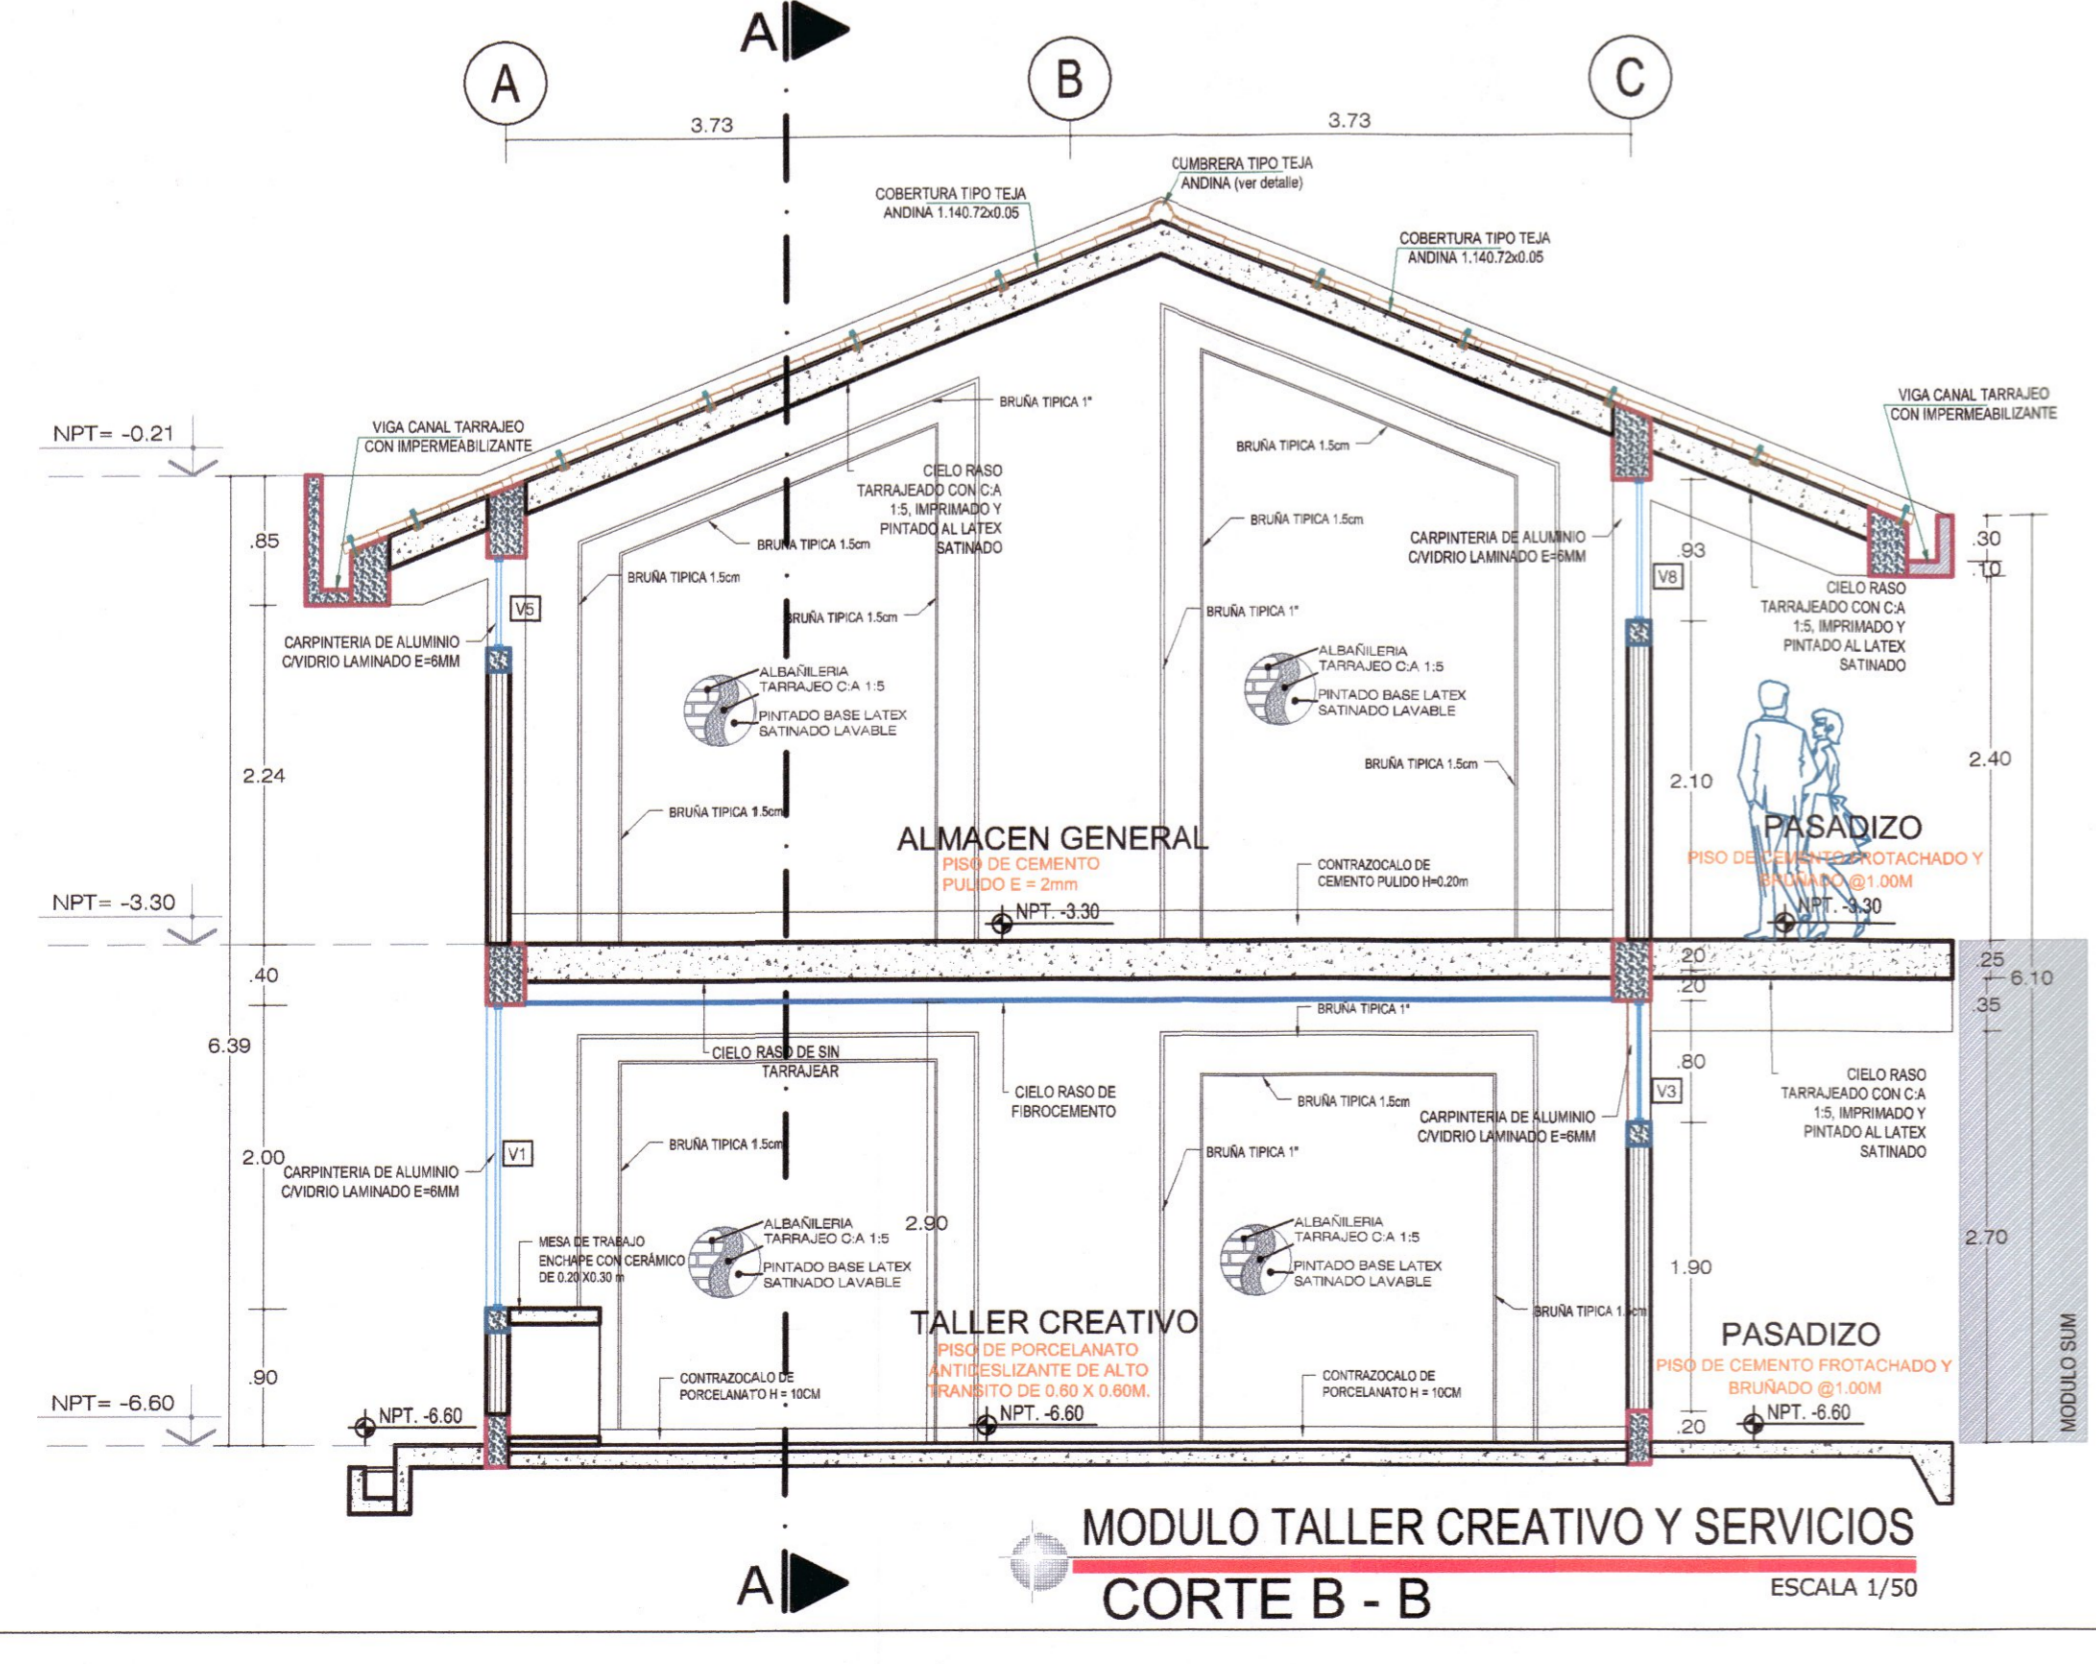 A
A
B
C
3.73
3.73
CUMBRERA TIPO TEJA
ANDINA (ver detalle)
COBERTURA TIPO TEJA
ANDINA 1.140.72x0.05
COBERTURA TIPO TEJA
ANDINA 1.140.72x0.05
VIGA CANAL TARRAJEO
CON IMPERMEABILIZANTE
VIGA CANAL TARRAJEO
CON IMPERMEABILIZANTE
NPT= -0.21
BRUÑA TIPICA 1"
BRUÑA TIPICA 1.5cm
CIELO RASO
TARRAJEADO CON C:A
1:5, IMPRIMADO Y
PINTADO AL LATEX
SATINADO
BRUÑA TIPICA 1.5cm
BRUÑA TIPICA 1.5cm
BRUÑA TIPICA 1.5cm
BRUÑA TIPICA 1.5cm
CARPINTERIA DE ALUMINIO
C/VIDRIO LAMINADO E=6MM
.85
.93
.30
.10
V8
V5
CIELO RASO
TARRAJEADO CON C:A
1:5, IMPRIMADO Y
PINTADO AL LATEX
SATINADO
BRUÑA TIPICA 1"
CARPINTERIA DE ALUMINIO
C/VIDRIO LAMINADO E=6MM
ALBAÑILERIA
TARRAJEO C:A 1:5
PINTADO BASE LATEX
SATINADO LAVABLE
ALBAÑILERIA
TARRAJEO C:A 1:5
PINTADO BASE LATEX
SATINADO LAVABLE
2.24
2.10
2.40
BRUÑA TIPICA 1.5cm
BRUÑA TIPICA 1.5cm
ALMACEN GENERAL
PISO DE CEMENTO
PULIDO E = 2mm
NPT. -3.30
CONTRAZOCALO DE
CEMENTO PULIDO H=0.20m
PASADIZO
PISO DE CEMENTO FROTACHADO Y
BRUÑADO @1.00M
NPT. -3.30
NPT= -3.30
.40
.20
.20
.25
.35
6.10
6.39
BRUÑA TIPICA 1"
CIELO RASO DE SIN
TARRAJEAR
CIELO RASO DE
FIBROCEMENTO
BRUÑA TIPICA 1.5cm
CARPINTERIA DE ALUMINIO
C/VIDRIO LAMINADO E=6MM
.80
V3
CIELO RASO
TARRAJEADO CON C:A
1:5, IMPRIMADO Y
PINTADO AL LATEX
SATINADO
2.00
V1
CARPINTERIA DE ALUMINIO
C/VIDRIO LAMINADO E=6MM
BRUÑA TIPICA 1.5cm
BRUÑA TIPICA 1"
2.90
ALBAÑILERIA
TARRAJEO C:A 1:5
PINTADO BASE LATEX
SATINADO LAVABLE
ALBAÑILERIA
TARRAJEO C:A 1:5
PINTADO BASE LATEX
SATINADO LAVABLE
MESA DE TRABAJO
ENCHAPE CON CERÁMICO
DE 0.20 X0.30 m
1.90
2.70
BRUÑA TIPICA 1.5cm
TALLER CREATIVO
PISO DE PORCELANATO
ANTIDESLIZANTE DE ALTO
TRANSITO DE 0.60 X 0.60M.
NPT. -6.60
PASADIZO
PISO DE CEMENTO FROTACHADO Y
BRUÑADO @1.00M
NPT. -6.60
MODULO SUM
.90
CONTRAZOCALO DE
PORCELANATO H = 10CM
CONTRAZOCALO DE
PORCELANATO H = 10CM
NPT= -6.60
NPT. -6.60
.20
MODULO TALLER CREATIVO Y SERVICIOS
CORTE B - B
ESCALA 1/50
A